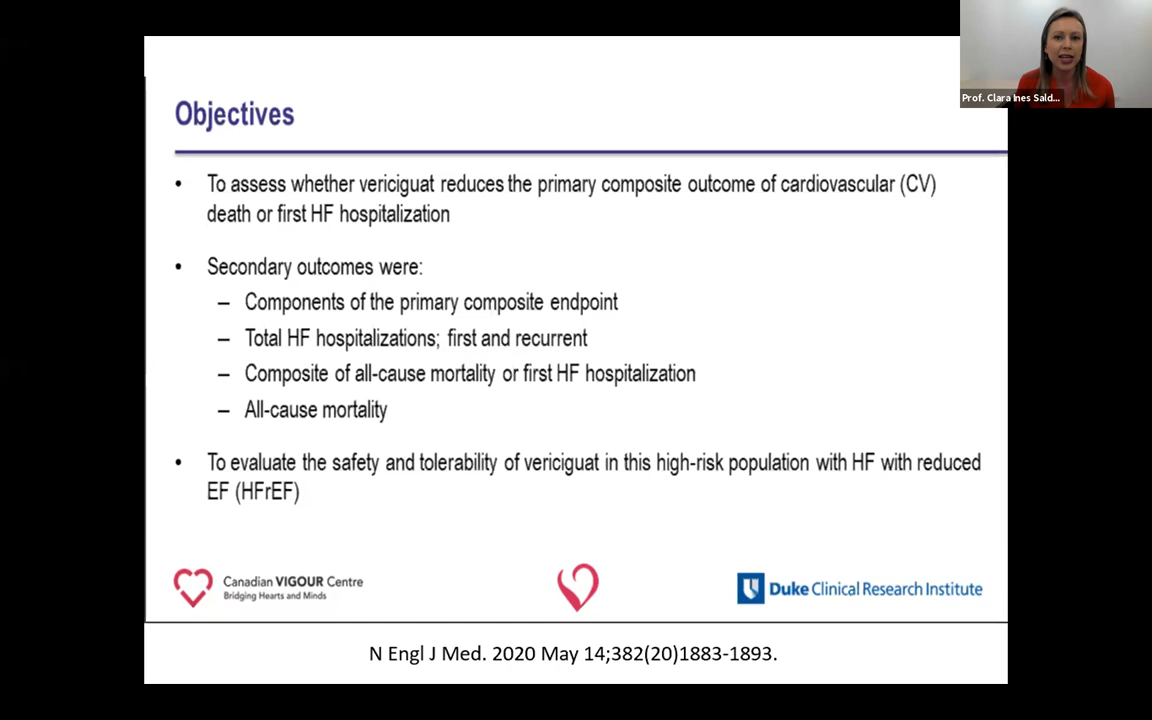 Prof. Clara Ines Sald...
Objectives
• To assess whether vericiguat reduces the primary composite outcome of cardiovascular (CV)
death or first HF hospitalization
• Secondary outcomes were:
– Components of the primary composite endpoint
– Total HF hospitalizations; first and recurrent
– Composite of all-cause mortality or first HF hospitalization
– All-cause mortality
• To evaluate the safety and tolerability of vericiguat in this high-risk population with HF with reduced
EF (HFrEF)
Canadian VIGOUR Centre
Bridging Hearts and Minds
Duke Clinical Research Institute
N Engl J Med. 2020 May 14;382(20)1883-1893.